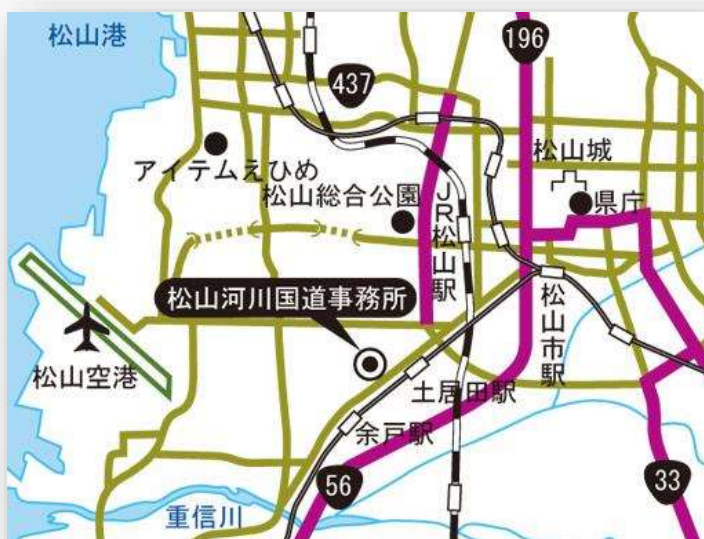 松山港
196
437
アイテムえひめ
松山城
松山総合公園
県庁
JR松山駅
松山河川国道事務所
松山空港
松山市駅
土居田駅
余戸駅
56
33
重信川